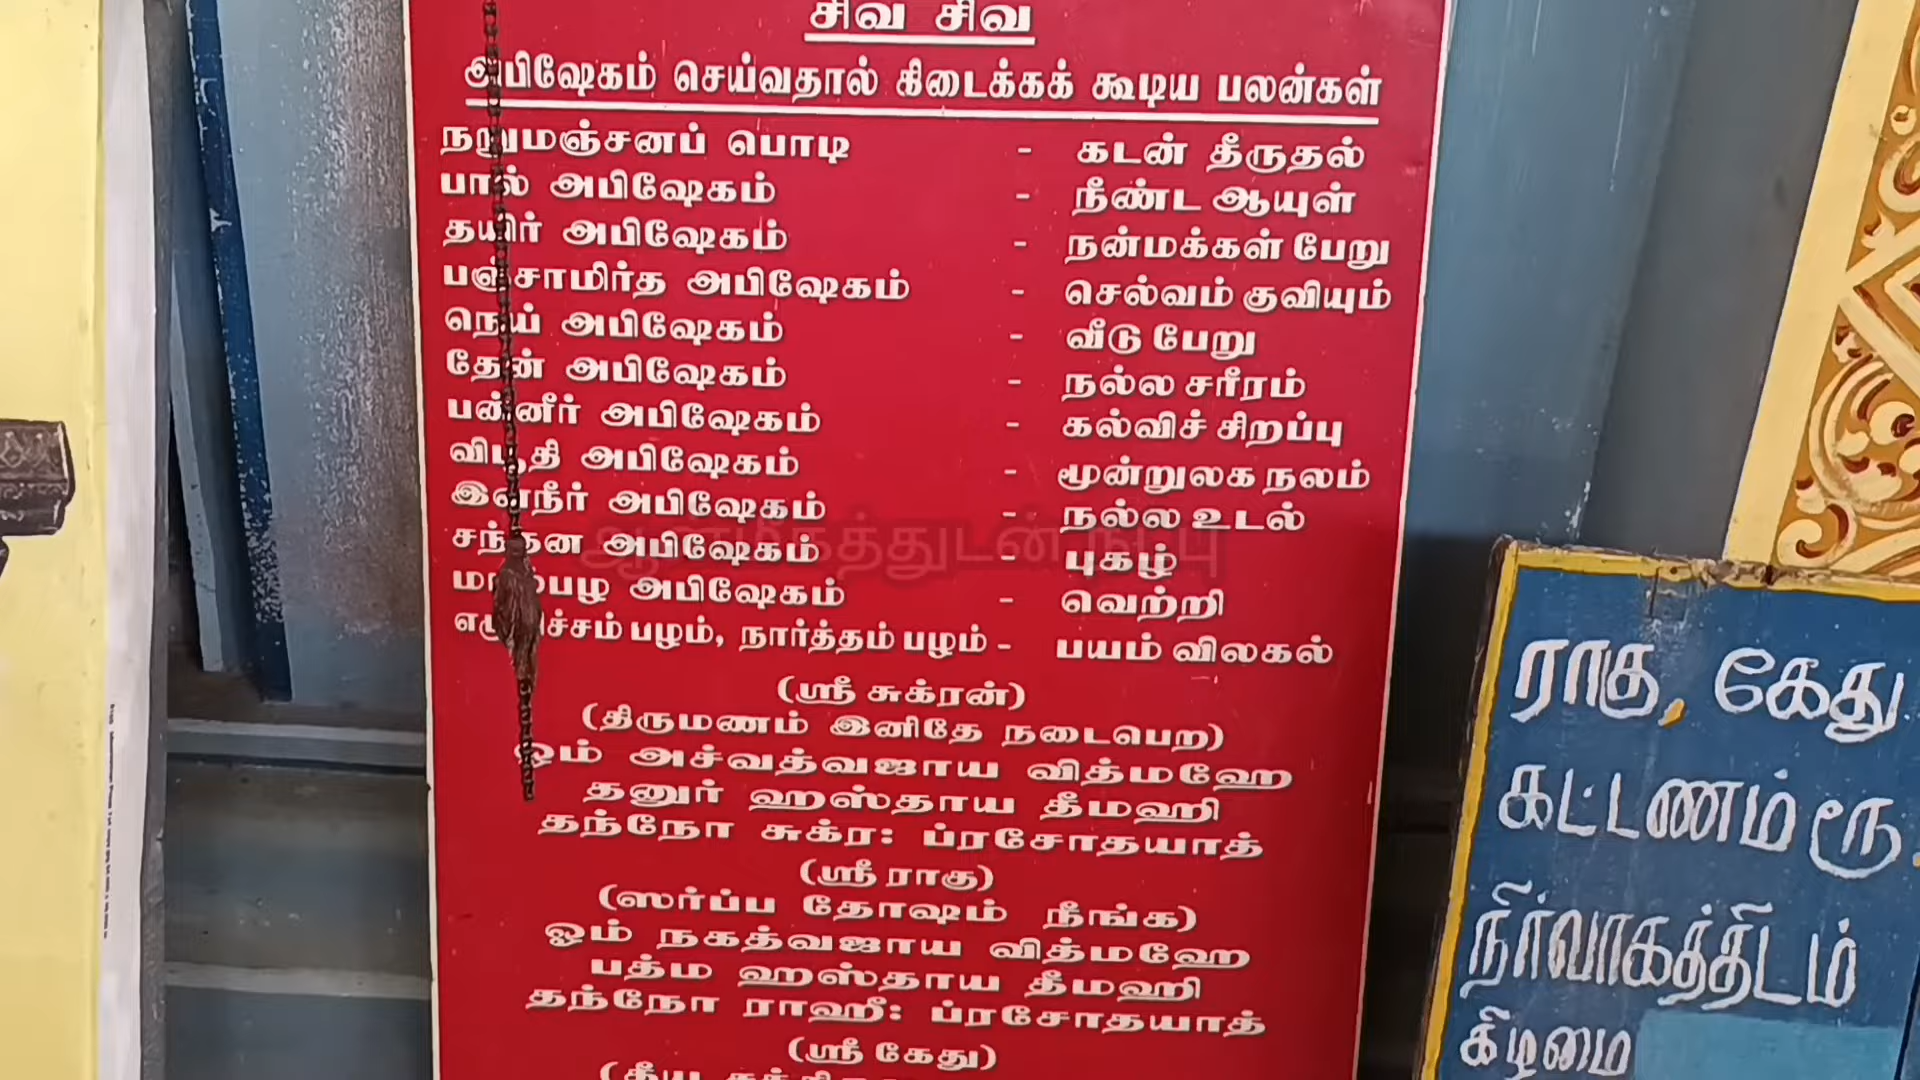 சிவ சிவ
அபிஷேகம் செய்வதால் கிடைக்கக் கூடிய பலன்கள்
நறுமஞ்சனப் பொடி - கடன் தீருதல்
பால் அபிஷேகம் - நீண்ட ஆயுள்
தயிர் அபிஷேகம் - நன்மக்கள் பேறு
பஞ்சாமிர்த அபிஷேகம் - செல்வம் குவியும்
நெய் அபிஷேகம் - வீடு பேறு
தேன் அபிஷேகம் - நல்ல சரீரம்
பன்னீர் அபிஷேகம் - கல்விச் சிறப்பு
விபூதி அபிஷேகம் - மூன்றுலக நலம்
இளநீர் அபிஷேகம் - நல்ல உடல்
சந்தன அபிஷேகம் - புகழ்
மாம்பழ அபிஷேகம் - வெற்றி
எலுமிச்சம் பழம், நார்த்தம் பழம் - பயம் விலகல்
(ஸ்ரீ சுக்ரன்)
(திருமணம் இனிதே நடைபெற)
ஓம் அச்வத்வஜாய வித்மஹே
தனுர் ஹஸ்தாய தீமஹி
தந்நோ சுக்ர: ப்ரசோதயாத்
(ஸ்ரீ ராகு)
(ஸர்ப்ப தோஷம் நீங்க)
ஓம் நகத்வஜாய வித்மஹே
பத்ம ஹஸ்தாய தீமஹி
தந்நோ ராஹீ: ப்ரசோதயாத்
(ஸ்ரீ கேது)
ராகு, கேது
கட்டணம் ரூ.
நிர்வாகத்திடம்
கிடிமை